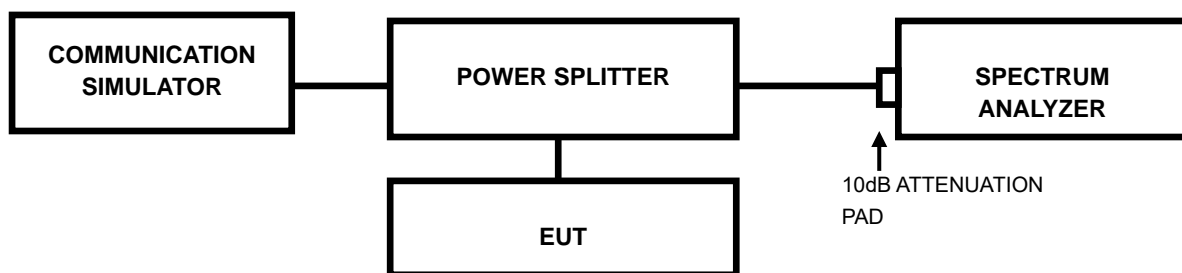 COMMUNICATION
SIMULATOR
POWER SPLITTER
SPECTRUM
ANALYZER
10dB ATTENUATION
PAD
EUT